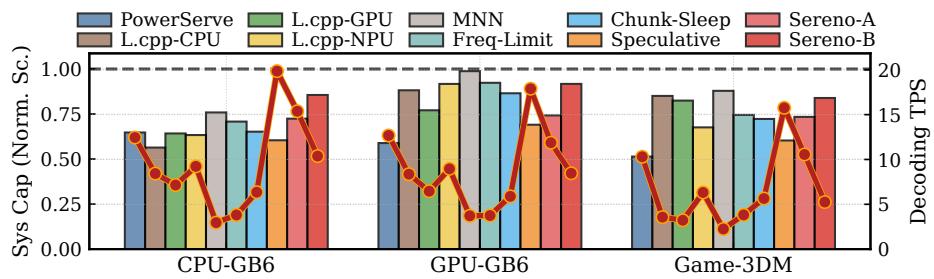 PowerServe L.cpp-GPU MNN Chunk-Sleep Sereno-A
L.cpp-CPU L.cpp-NPU Freq-Limit Speculative Sereno-B
Sys Cap (Norm. Sc.)
1.00
0.75
0.50
0.25
0.00
20
15
10
5
0
Decoding TPS
CPU-GB6 GPU-GB6 Game-3DM